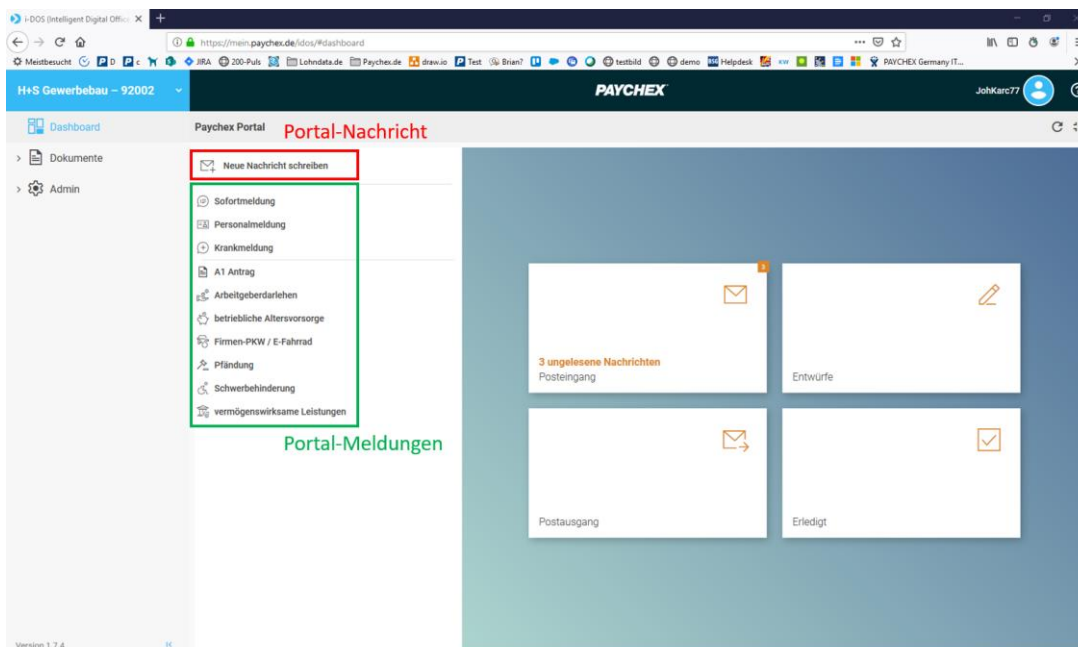 i-DOS (Intelligent Digital Offic
https://mein.paychex.de/idos/#dashboard
Meistbesucht D c JIRA 200-Puls Lohndata.de Paychex.de draw.io Test Brian? testbild demo Helpdesk kw PAYCHEX Germany IT...
H+S Gewerbebau – 92002
PAYCHEX
JohKarc77
Dashboard
Paychex Portal
Portal-Nachricht
Dokumente
Neue Nachricht schreiben
Admin
Sofortmeldung
Personalmeldung
Krankmeldung
A1 Antrag
Arbeitgeberdarlehen
betriebliche Altersvorsorge
Firmen-PKW / E-Fahrrad
Pfändung
Schwerbehinderung
vermögenswirksame Leistungen
Portal-Meldungen
3
3 ungelesene Nachrichten
Posteingang
Entwürfe
Postausgang
Erledigt
Version 1.7.4